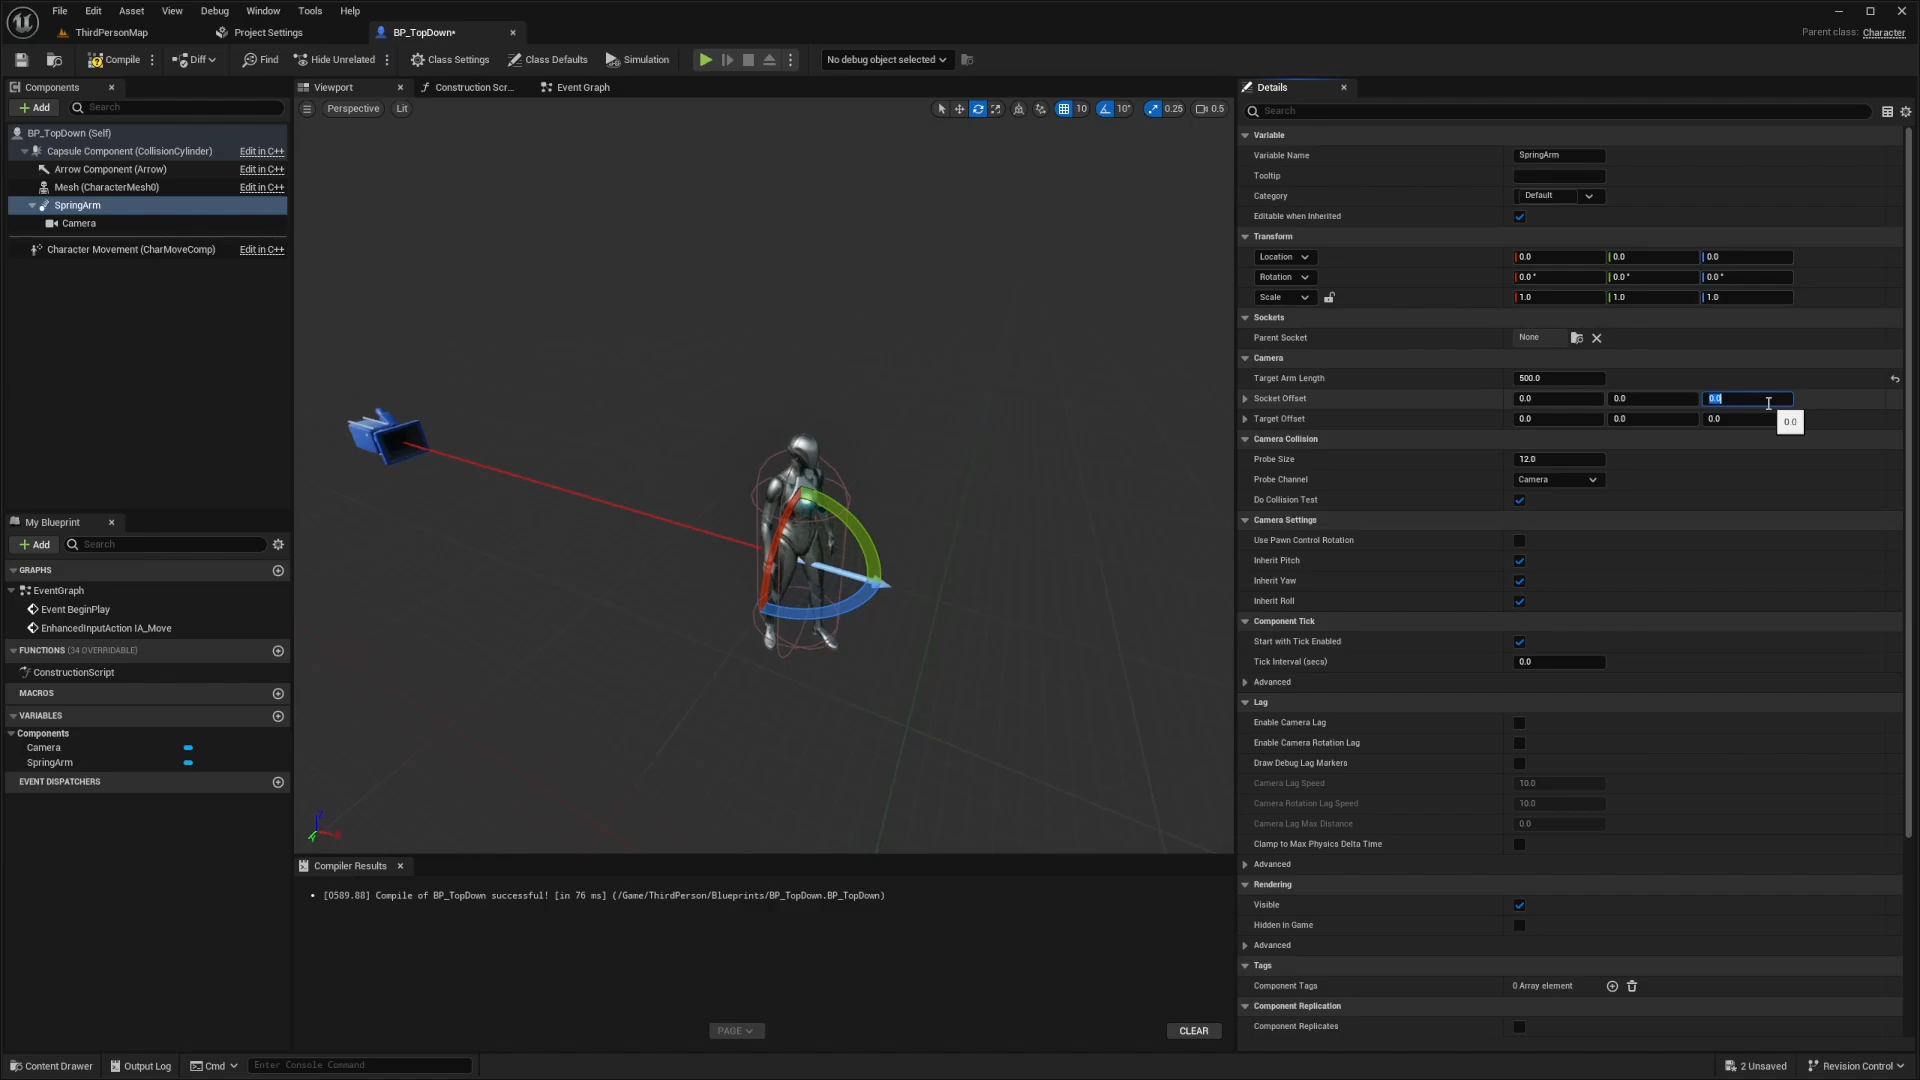 File Edit Asset View Debug Window Tools Help
ThirdPersonMap Project Settings BP_TopDown* Parent class: Character
Compile Diff Find Hide Unrelated Class Settings Class Defaults Simulation No debug object selected
Components
Add Search
BP_TopDown (Self)
Capsule Component (CollisionCylinder) Edit in C++
Arrow Component (Arrow) Edit in C++
Mesh (CharacterMesh0) Edit in C++
SpringArm
Camera
Character Movement (CharMoveComp) Edit in C++
My Blueprint
Add Search
GRAPHS
EventGraph
Event BeginPlay
EnhancedInputAction IA_Move
FUNCTIONS (34 OVERRIDABLE)
ConstructionScript
MACROS
VARIABLES
Components
Camera
SpringArm
EVENT DISPATCHERS
Viewport Construction Scr... Event Graph
Perspective Lit 10 10° 0.25 0.5
Compiler Results
• [0589.88] Compile of BP_TopDown successful! [in 76 ms] (/Game/ThirdPerson/Blueprints/BP_TopDown.BP_TopDown)
PAGE CLEAR
Details
Search
Variable
Variable Name SpringArm
Tooltip
Category Default
Editable when Inherited
Transform
Location 0.0 0.0 0.0
Rotation 0.0 ° 0.0 ° 0.0 °
Scale 1.0 1.0 1.0
Sockets
Parent Socket None
Camera
Target Arm Length 500.0
Socket Offset 0.0 0.0 0.0
Target Offset 0.0 0.0 0.0
0.0
Camera Collision
Probe Size 12.0
Probe Channel Camera
Do Collision Test
Camera Settings
Use Pawn Control Rotation
Inherit Pitch
Inherit Yaw
Inherit Roll
Component Tick
Start with Tick Enabled
Tick Interval (secs) 0.0
Advanced
Lag
Enable Camera Lag
Enable Camera Rotation Lag
Draw Debug Lag Markers
Camera Lag Speed 10.0
Camera Rotation Lag Speed 10.0
Camera Lag Max Distance 0.0
Clamp to Max Physics Delta Time
Advanced
Rendering
Visible
Hidden in Game
Advanced
Tags
Component Tags 0 Array element
Component Replication
Component Replicates
Content Drawer Output Log Cmd Enter Console Command 2 Unsaved Revision Control